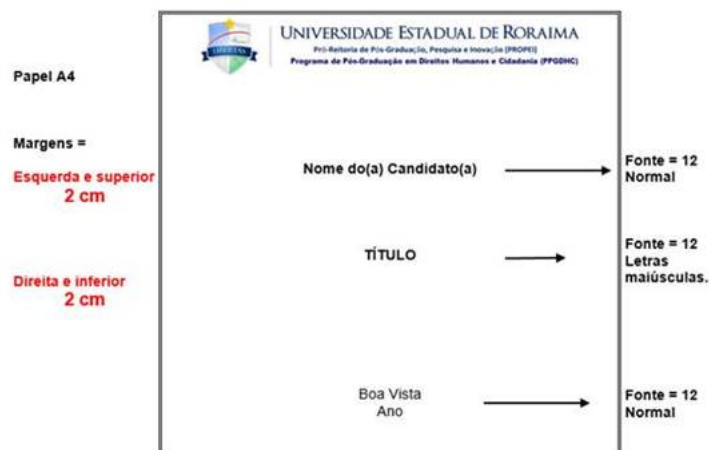 LIBERTAS
UNIVERSIDADE ESTADUAL DE RORAIMA
Pró-Reitoria de Pós-Graduação, Pesquisa e Inovação (PROPEI)
Programa de Pós-Graduação em Direitos Humanos e Cidadania (PPGDHC)
Papel A4
Margens =
Esquerda e superior
2 cm
Nome do(a) Candidato(a)
Fonte = 12
Normal
TÍTULO
Fonte = 12
Letras
maiúsculas.
Direita e inferior
2 cm
Boa Vista
Ano
Fonte = 12
Normal